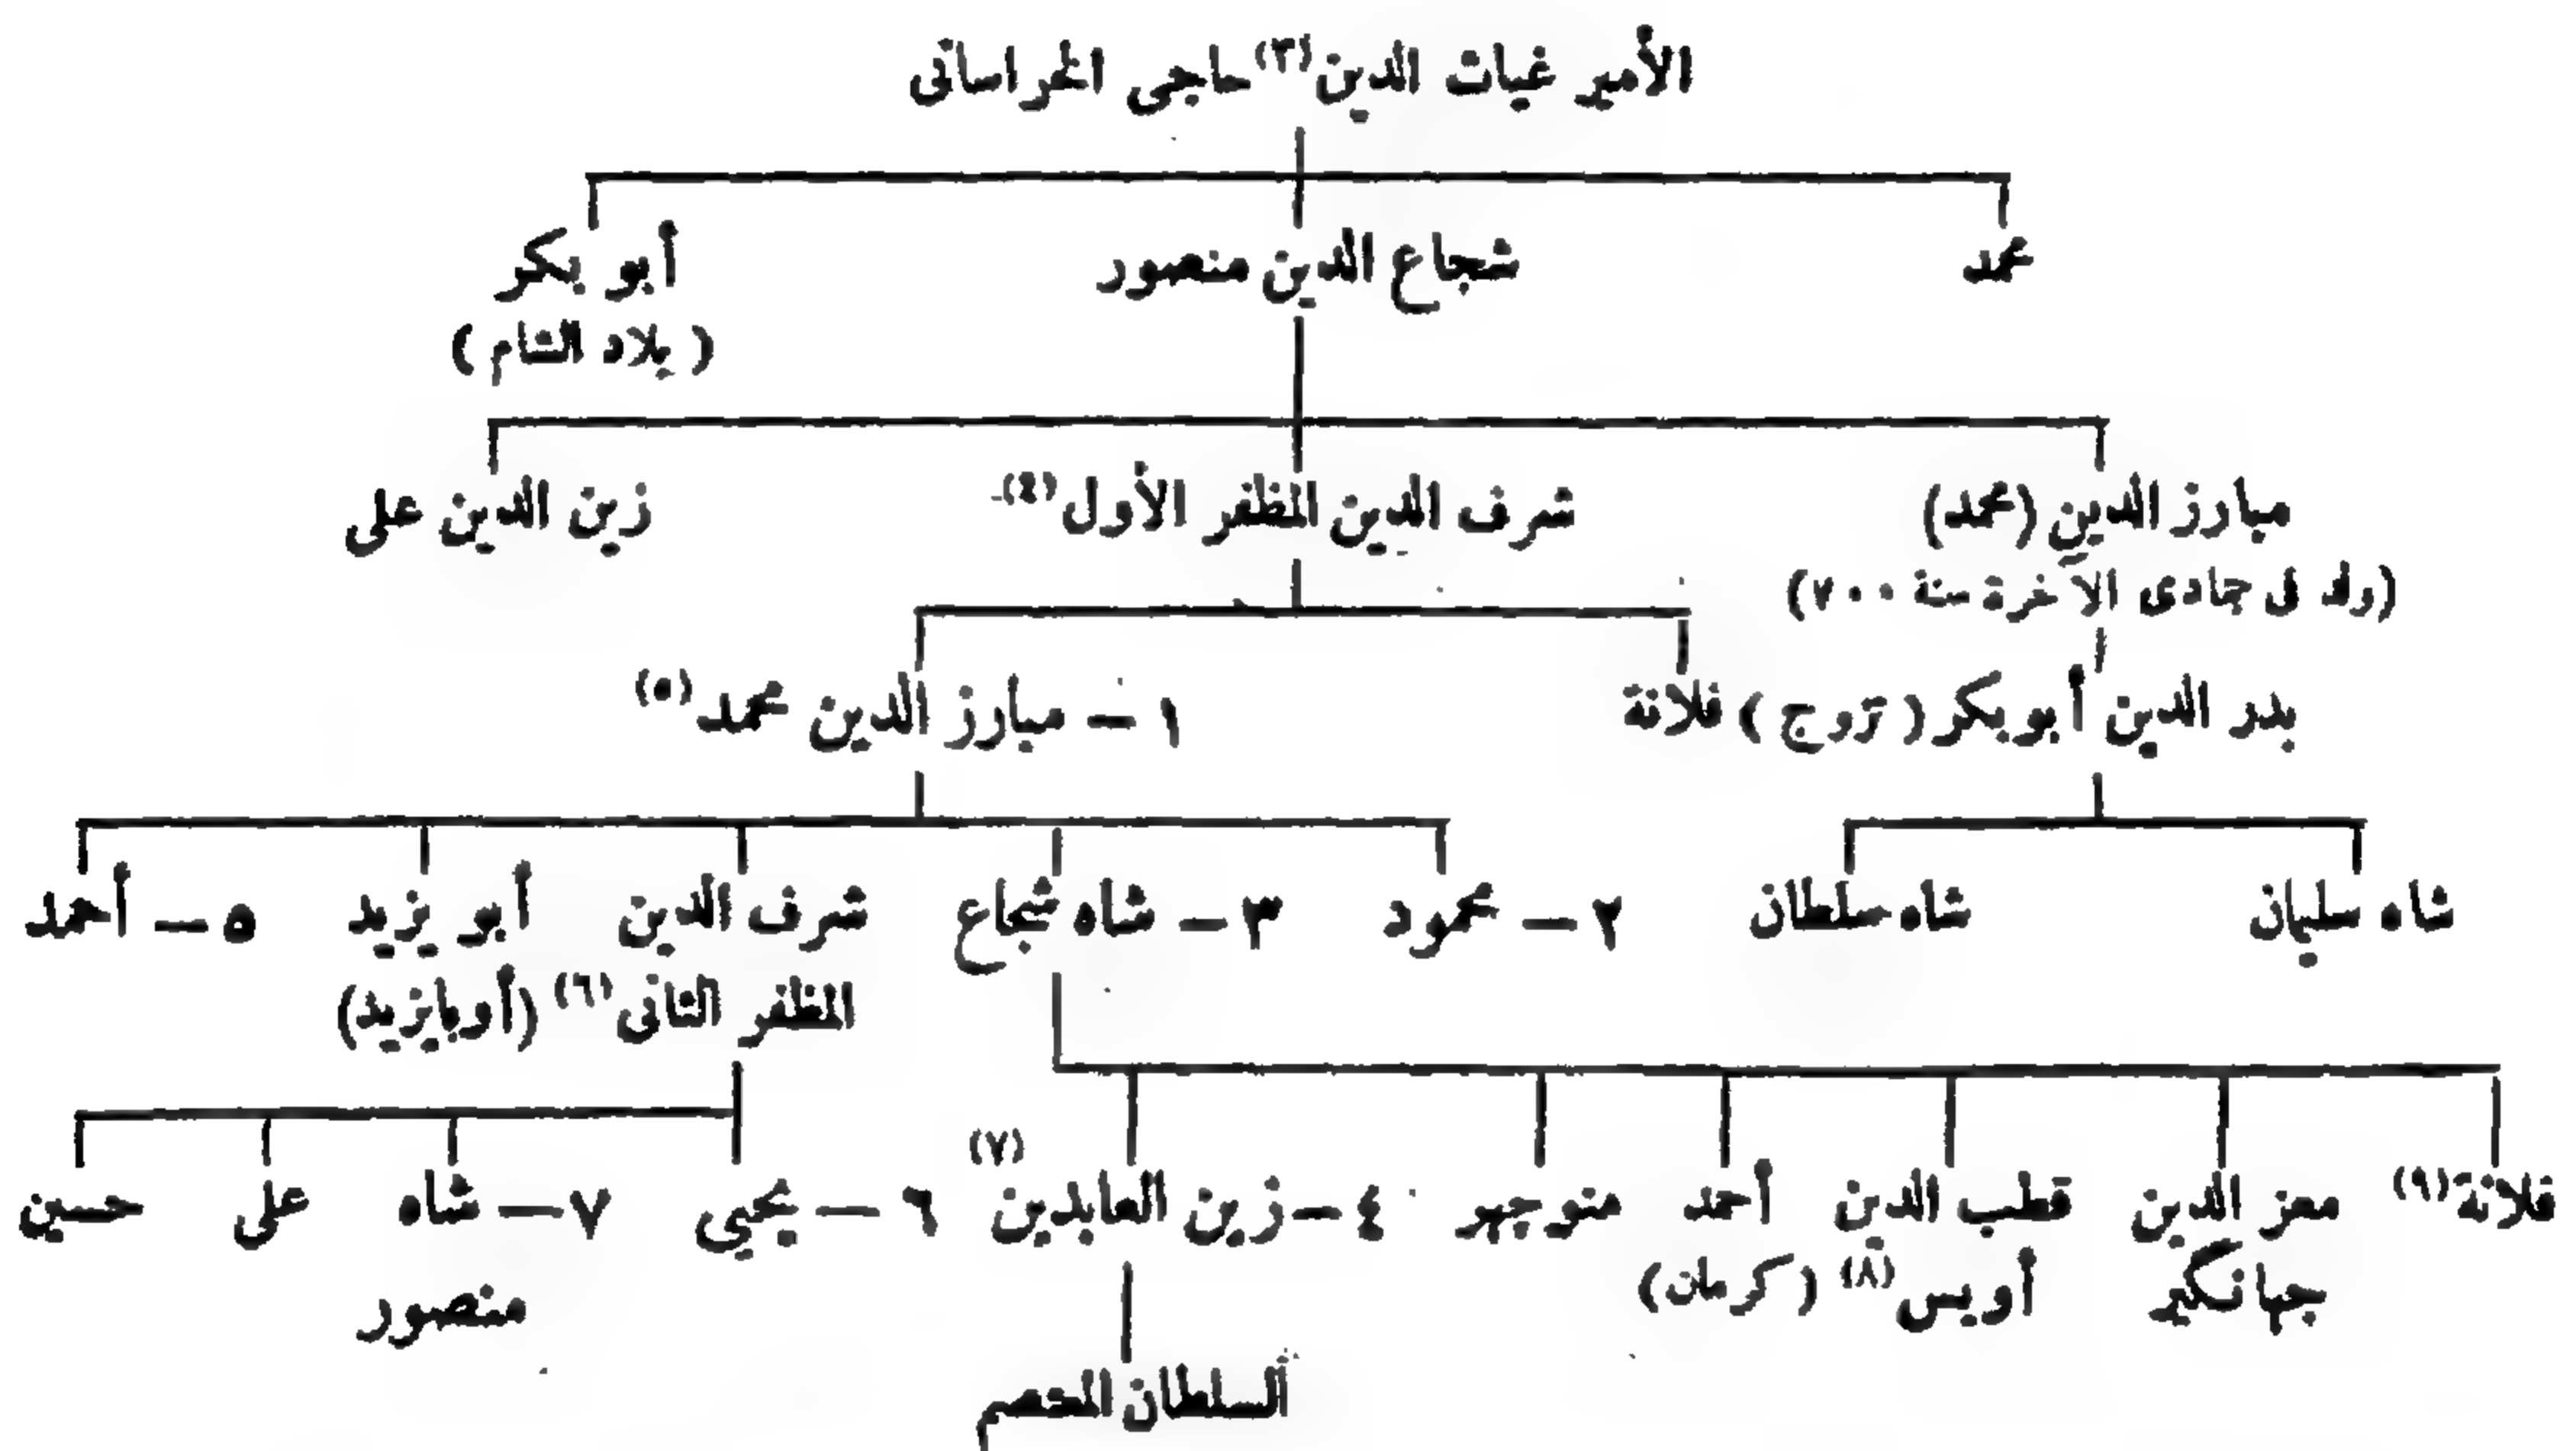 الأمير غياث الدين(٣) حاجى الخراسانى
محمد شجاع الدين منصور أبو بكر
(بلاد الشام)
مبارز الدين (محمد) شرف الدين المظفر الأول(٤) زين الدين على
(ولد فى جمادى الآخرة سنة ٧٠٠)
بدر الدين أبو بكر (تزوج) فلانة ١ – مبارز الدين محمد(٥)
شاه سليمان شاه سلطان ٢ – محمود ٣ – شاه شجاع شرف الدين أبو يزيد ٥ – أحمد
المظفر الثانى(٦) (أو بايزيد)
فلانة(٩) معز الدين قطب الدين أحمد منوجهر ٤ – زين العابدين(٧) ٦ – يحيى ٧ – شاه على حسين
جهانكير أويس(٨) (كرمان) منصور
السلطان المعتصم